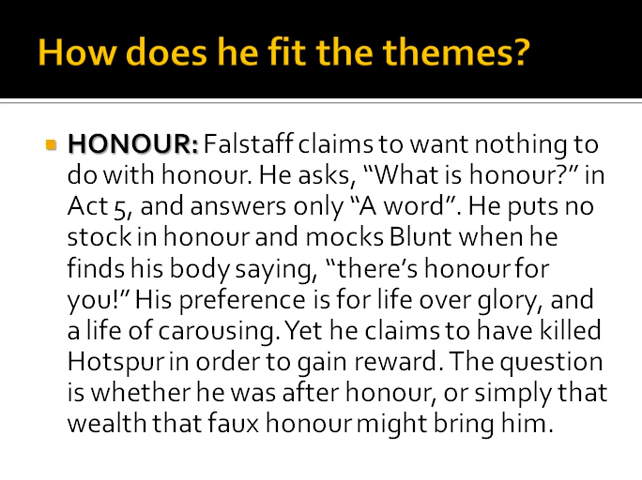 How does he fit the themes?
HONOUR: Falstaff claims to want nothing to
do with honour. He asks, “What is honour?” in
Act 5, and answers only “A word”. He puts no
stock in honour and mocks Blunt when he
finds his body saying, “there’s honour for
you!” His preference is for life over glory, and
a life of carousing. Yet he claims to have killed
Hotspur in order to gain reward. The question
is whether he was after honour, or simply that
wealth that faux honour might bring him.